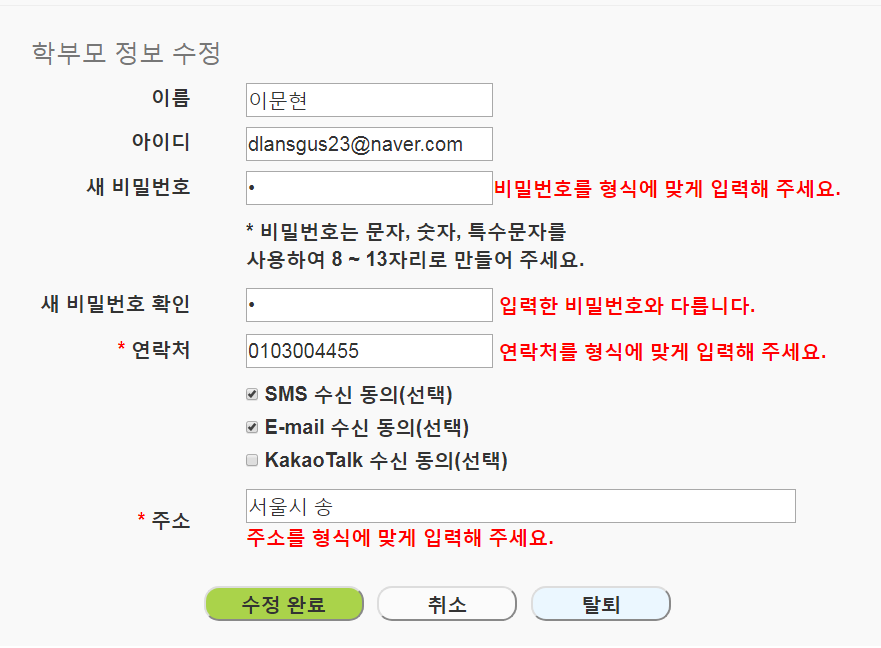 학부모 정보 수정
이름 이문현
아이디 dlansgus23@naver.com
새 비밀번호 • 비밀번호를 형식에 맞게 입력해 주세요.
* 비밀번호는 문자, 숫자, 특수문자를
사용하여 8 ~ 13자리로 만들어 주세요.
새 비밀번호 확인 • 입력한 비밀번호와 다릅니다.
* 연락처 0103004455 연락처를 형식에 맞게 입력해 주세요.
SMS 수신 동의(선택)
E-mail 수신 동의(선택)
KakaoTalk 수신 동의(선택)
* 주소 서울시 송
주소를 형식에 맞게 입력해 주세요.
수정 완료 취소 탈퇴